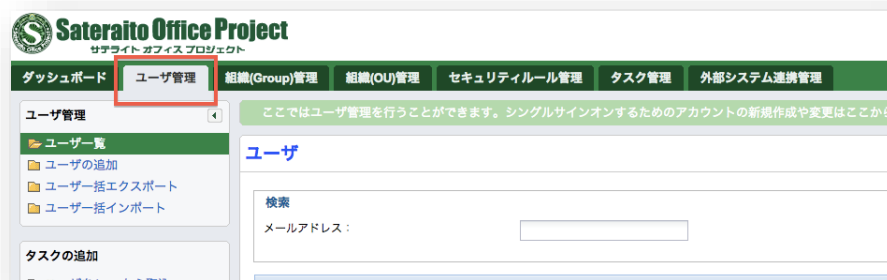 Sateraito Office Project
サテライト オフィス プロジェクト
ダッシュボード ユーザ管理 組織(Group)管理 組織(OU)管理 セキュリティルール管理 タスク管理 外部システム連携管理
ユーザ管理
ここではユーザ管理を行うことができます。シングルサインオンするためのアカウントの新規作成や変更はここから
ユーザ一覧
ユーザの追加
ユーザ一括エクスポート
ユーザ一括インポート
ユーザ
検索
メールアドレス：
タスクの追加